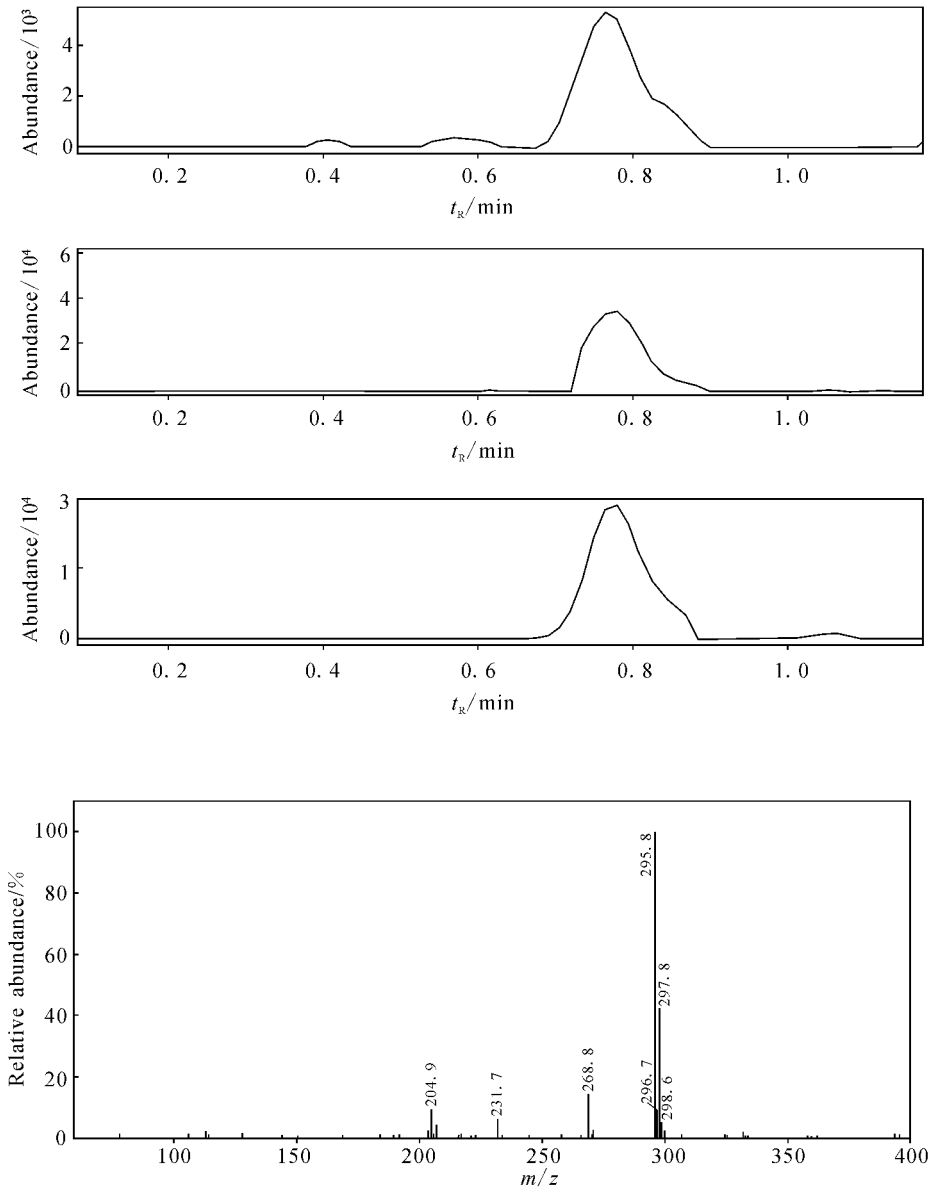 Abundance/10³
4
2
0
0. 2 0. 4 0. 6 0. 8 1. 0
tR/min
Abundance/10⁴
6
4
2
0
0. 2 0. 4 0. 6 0. 8 1. 0
tR/min
Abundance/10⁴
3
1
0
0. 2 0. 4 0. 6 0. 8 1. 0
tR/min
Relative abundance/%
100
80
60
40
20
0
204. 9
231. 7
268. 8
295. 8
296. 7
297. 8
298. 6
100 150 200 250 300 350 400
m/z